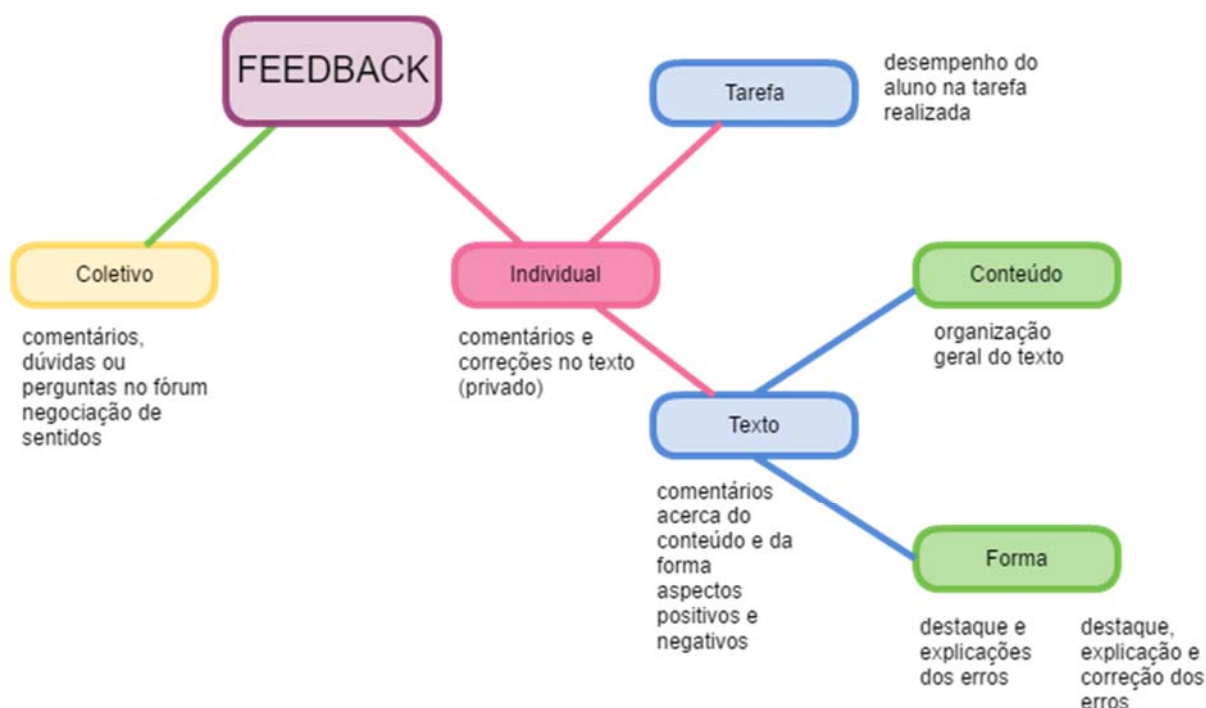 FEEDBACK
Tarefa
desempenho do
aluno na tarefa
realizada
Coletivo
comentários,
dúvidas ou
perguntas no fórum
negociação de
sentidos
Individual
comentários e
correções no texto
(privado)
Conteúdo
organização
geral do texto
Texto
comentários
acerca do
conteúdo e da
forma
aspectos
positivos e
negativos
Forma
destaque e
explicações
dos erros
destaque,
explicação e
correção dos
erros